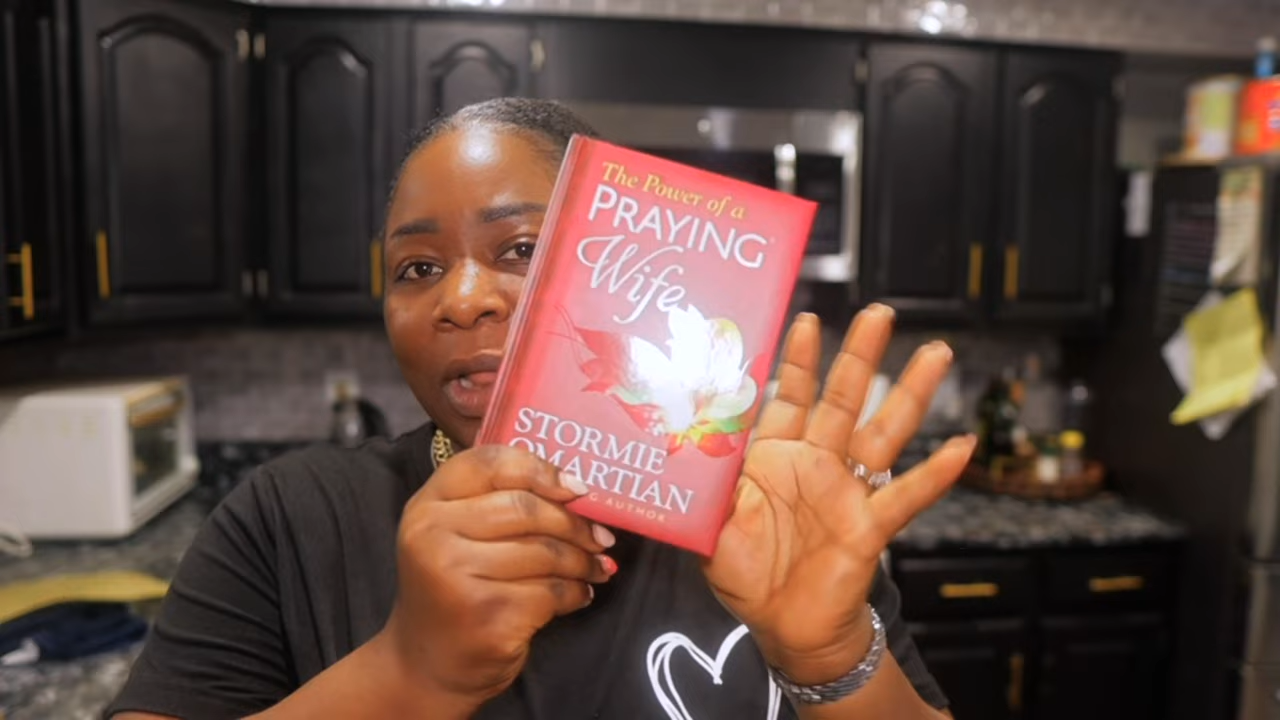 The Power of a
PRAYING®
Wife
STORMIE
OMARTIAN
G AUTHOR